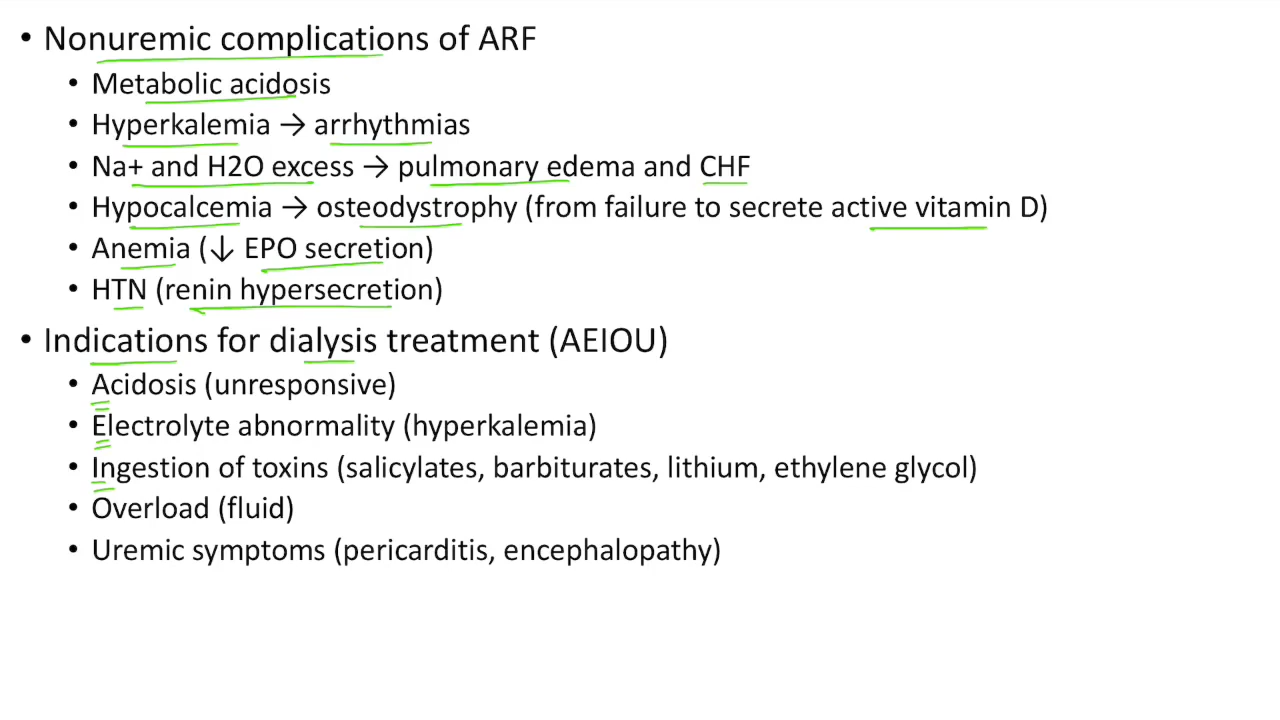 • Nonuremic complications of ARF
• Metabolic acidosis
• Hyperkalemia → arrhythmias
• Na+ and H2O excess → pulmonary edema and CHF
• Hypocalcemia → osteodystrophy (from failure to secrete active vitamin D)
• Anemia (↓ EPO secretion)
• HTN (renin hypersecretion)
• Indications for dialysis treatment (AEIOU)
• Acidosis (unresponsive)
• Electrolyte abnormality (hyperkalemia)
• Ingestion of toxins (salicylates, barbiturates, lithium, ethylene glycol)
• Overload (fluid)
• Uremic symptoms (pericarditis, encephalopathy)